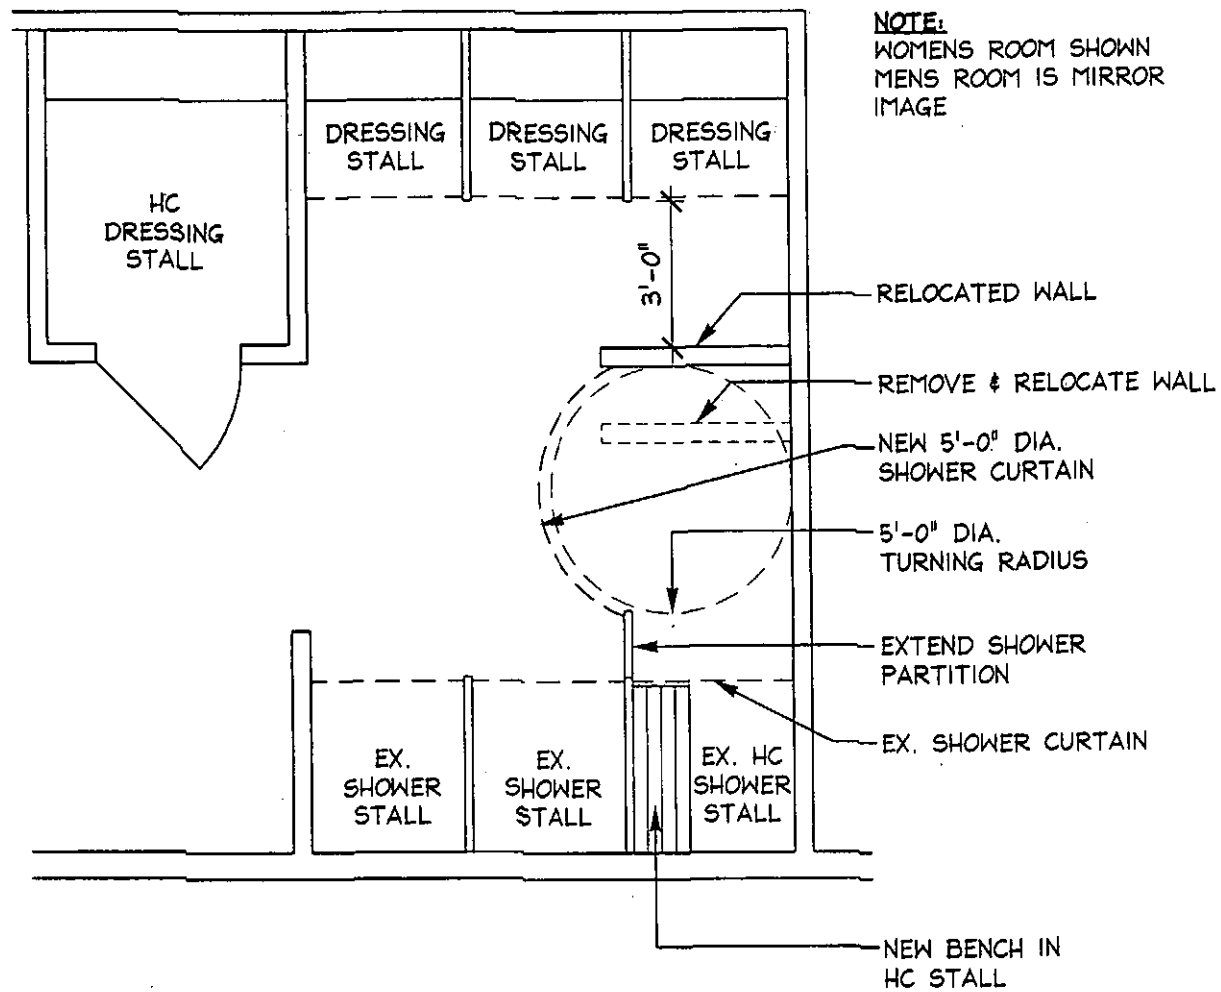 NOTE:
WOMENS ROOM SHOWN
MENS ROOM IS MIRROR
IMAGE
DRESSING
STALL
DRESSING
STALL
DRESSING
STALL
HC
DRESSING
STALL
3'-0"
RELOCATED WALL
REMOVE & RELOCATE WALL
NEW 5'-0" DIA.
SHOWER CURTAIN
5'-0" DIA.
TURNING RADIUS
EXTEND SHOWER
PARTITION
EX. SHOWER CURTAIN
EX.
SHOWER
STALL
EX.
SHOWER
STALL
EX. HC
SHOWER
STALL
NEW BENCH IN
HC STALL